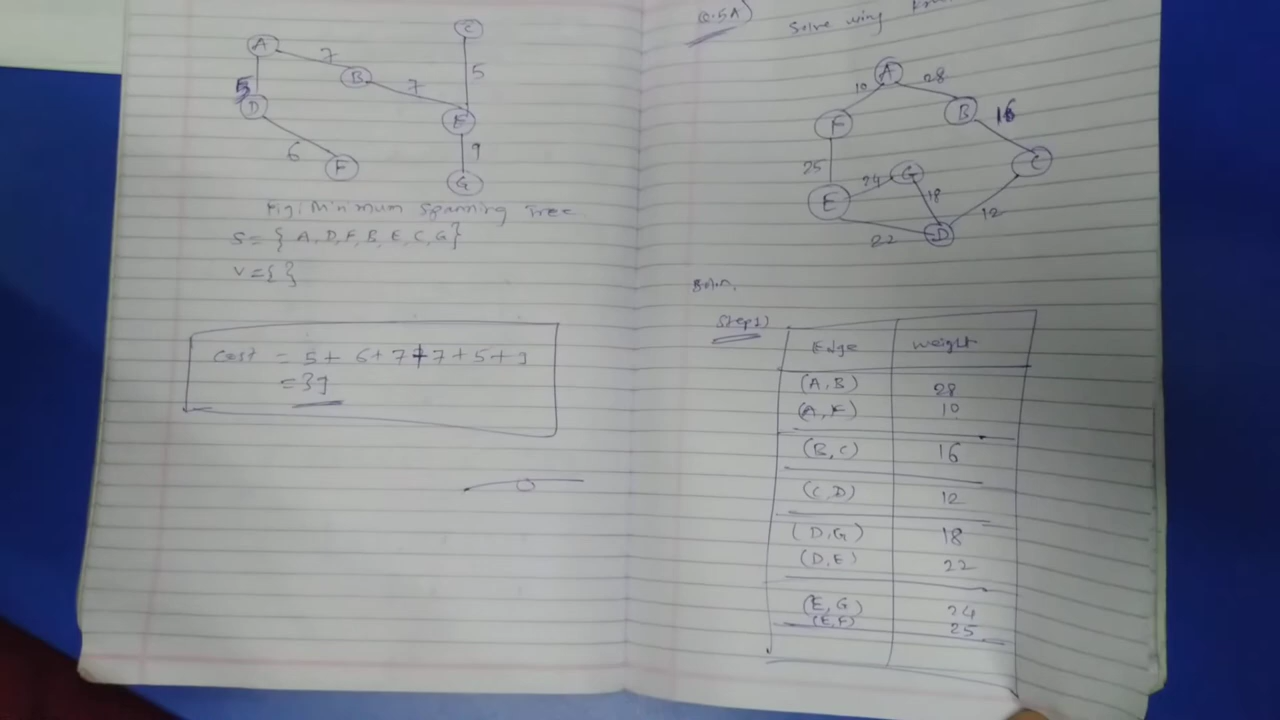 A
7
B
7
C
5
5
D
E
6
F
9
G
Fig: Minimum Spanning Tree
S = { A, D, F, B, E, C, G}
V = { }
Cost = 5 + 6 + 7 + 7 + 5 + 9
= 39
Q.5A)
Solve using
A
10
28
F
B
16
25
C
24
G
E
18
12
22
D
Soln.
Step 1)
Edge weight
(A, B) 28
(A, F) 10
(B, C) 16
(C, D) 12
(D, G) 18
(D, E) 22
(E, G) 24
(E, F) 25